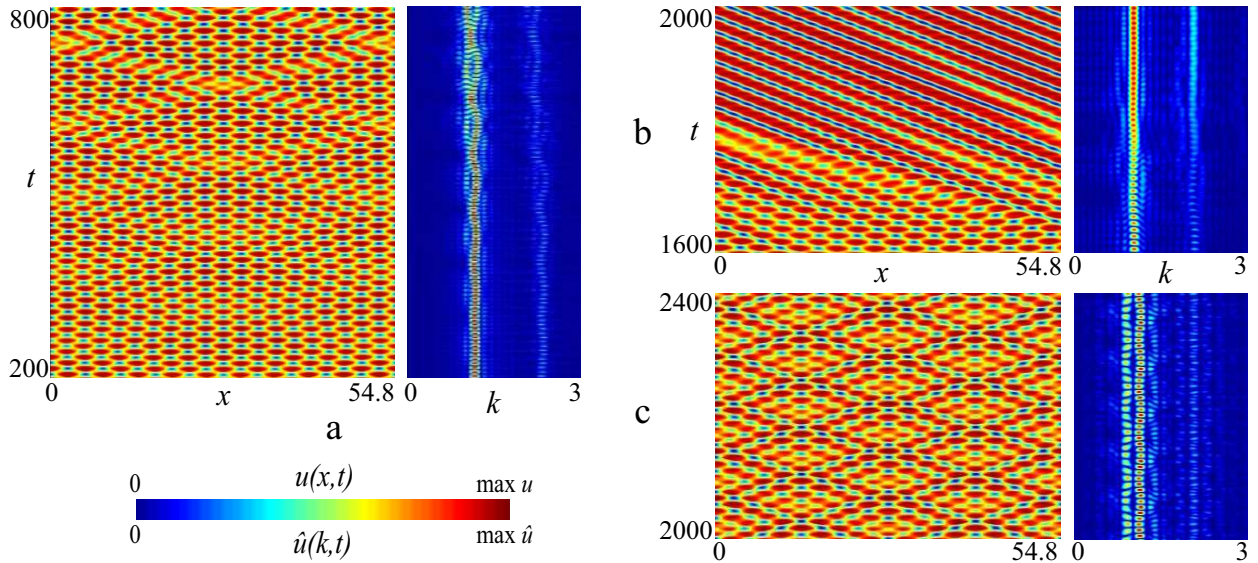 800
t
200
0 x 54.8
0 k 3
a
0 u(x,t) max u
0 û(k,t) max û
b
2000
t
1600
0 x 54.8
0 k 3
c
2400
2000
0 54.8
0 3